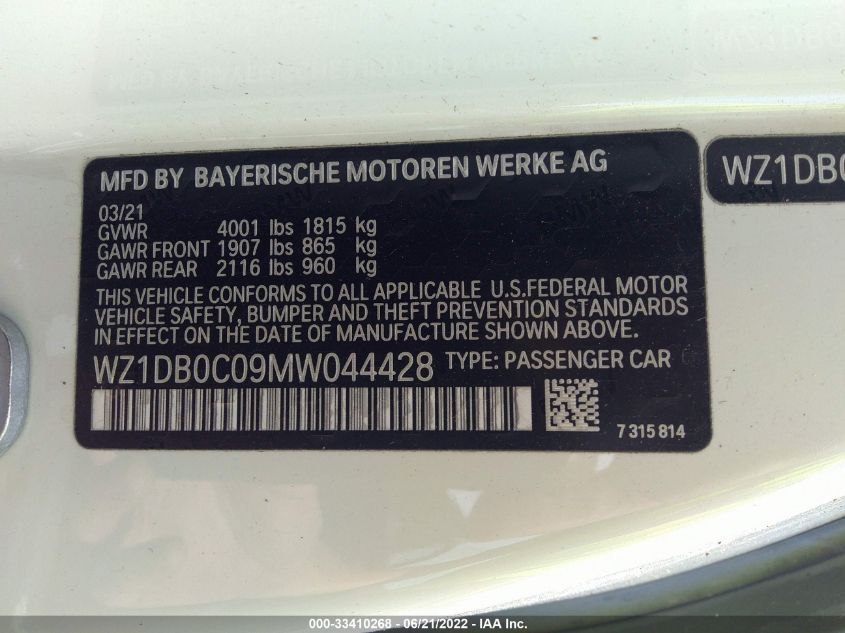 MFD BY BAYERISCHE MOTOREN WERKE AG
03/21
GVWR 4001 lbs 1815 kg
GAWR FRONT 1907 lbs 865 kg
GAWR REAR 2116 lbs 960 kg
THIS VEHICLE CONFORMS TO ALL APPLICABLE U.S.FEDERAL MOTOR
VEHICLE SAFETY, BUMPER AND THEFT PREVENTION STANDARDS
IN EFFECT ON THE DATE OF MANUFACTURE SHOWN ABOVE.
WZ1DB0C09MW044428 TYPE: PASSENGER CAR
7 315 814
WZ1DB0
000-33410268 - 06/21/2022 - IAA Inc.